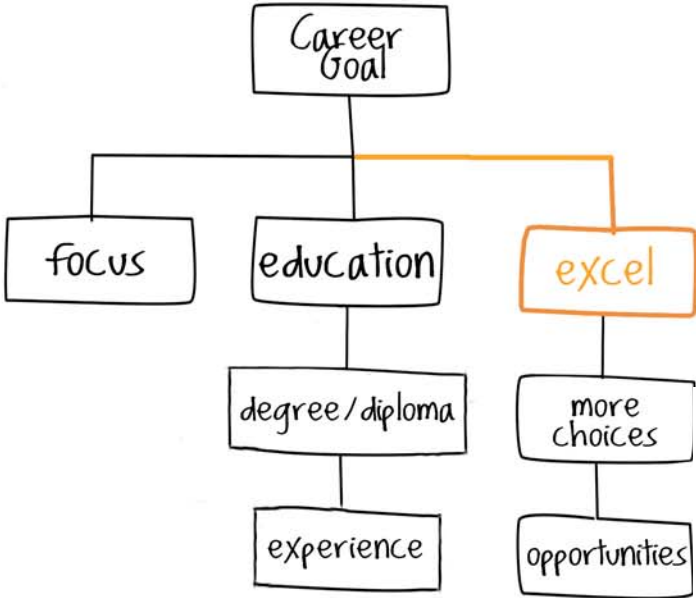 Career
Goal
focus
education
excel
degree/diploma
more
choices
experience
opportunities